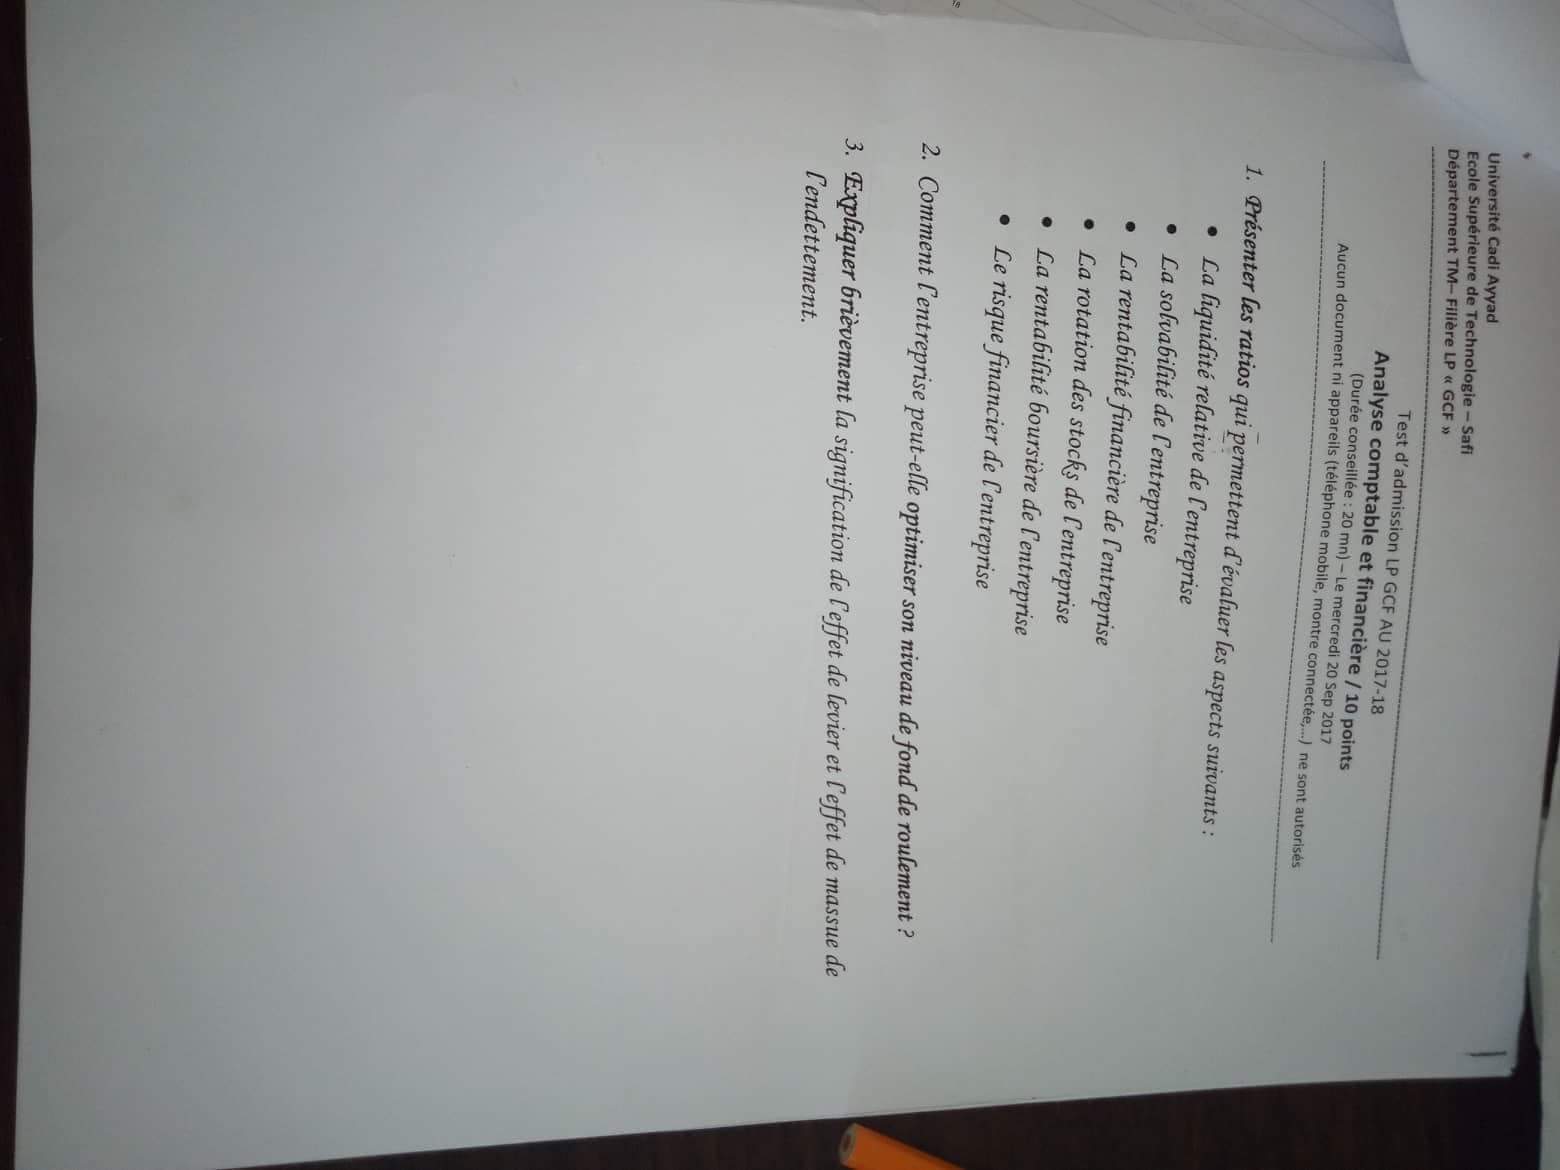 Université Cadi Ayyad
Ecole Supérieure de Technologie – Safi
Département TM– Filière LP « GCF »
Test d'admission LP GCF AU 2017-18
Analyse comptable et financière / 10 points
(Durée conseillée : 20 mn) – Le mercredi 20 Sep 2017
Aucun document ni appareils (téléphone mobile, montre connectée,...) ne sont autorisés
1. Présenter les ratios qui permettent d'évaluer les aspects suivants :
• La liquidité relative de l'entreprise
• La solvabilité de l'entreprise
• La rentabilité financière de l'entreprise
• La rotation des stocks de l'entreprise
• La rentabilité boursière de l'entreprise
• Le risque financier de l'entreprise
2. Comment l'entreprise peut-elle optimiser son niveau de fond de roulement ?
3. Expliquer brièvement la signification de l'effet de levier et l'effet de massue de
l'endettement.